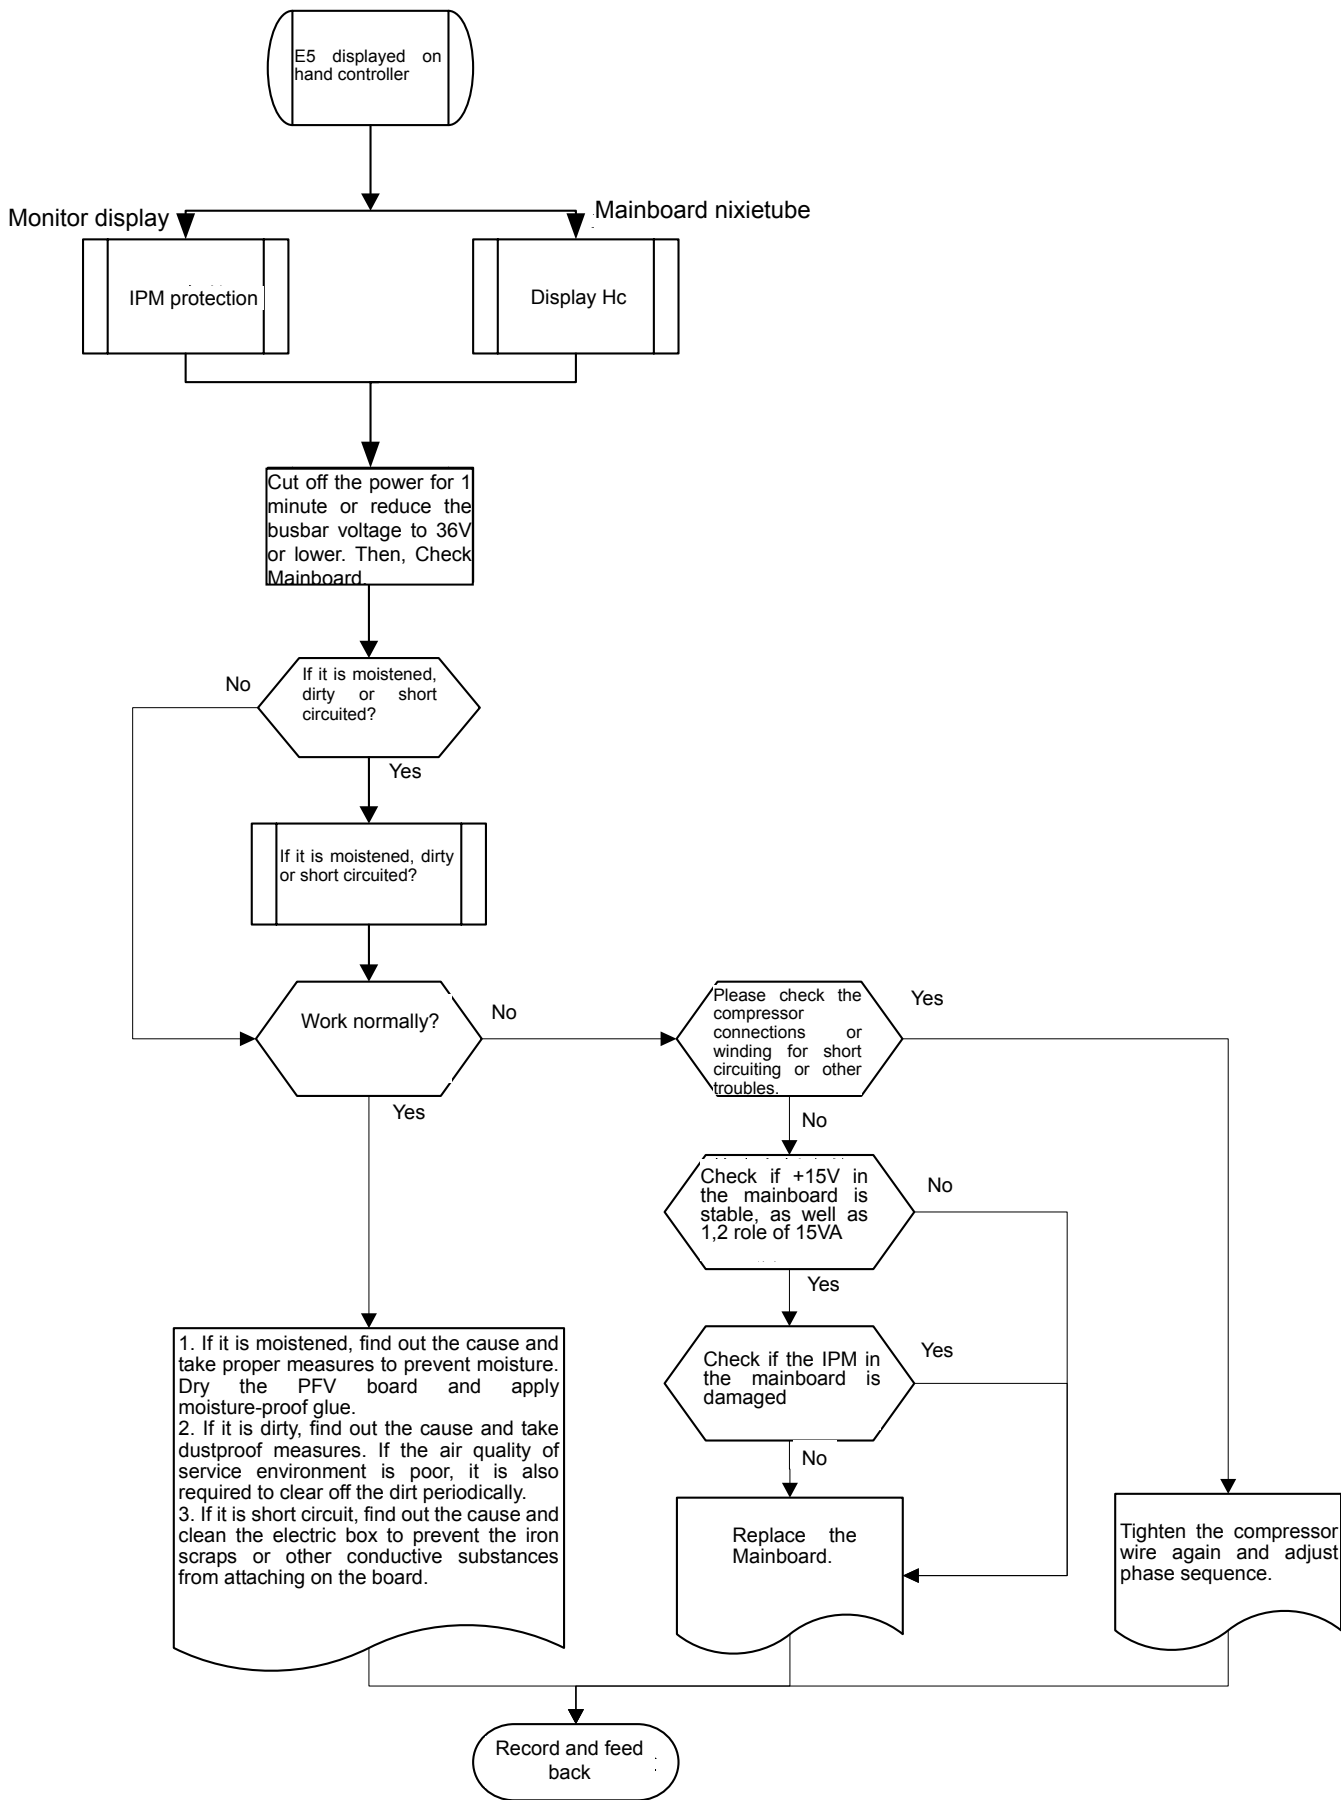 E5 displayed on
hand controller
Monitor display
Mainboard nixietube
IPM protection
Display Hc
Cut off the power for 1
minute or reduce the
busbar voltage to 36V
or lower. Then, Check
Mainboard.
No
If it is moistened,
dirty or short
circuited?
Yes
If it is moistened, dirty
or short circuited?
Work normally?
No
Please check the
compressor
connections or
winding for short
circuiting or other
troubles.
Yes
Yes
No
Check if +15V in
the mainboard is
stable, as well as
1,2 role of 15VA
No
Yes
Check if the IPM in
the mainboard is
damaged
Yes
No
1. If it is moistened, find out the cause and
take proper measures to prevent moisture.
Dry the PFV board and apply
moisture-proof glue.
2. If it is dirty, find out the cause and take
dustproof measures. If the air quality of
service environment is poor, it is also
required to clear off the dirt periodically.
3. If it is short circuit, find out the cause and
clean the electric box to prevent the iron
scraps or other conductive substances
from attaching on the board.
Replace the
Mainboard.
Tighten the compressor
wire again and adjust
phase sequence.
Record and feed
back